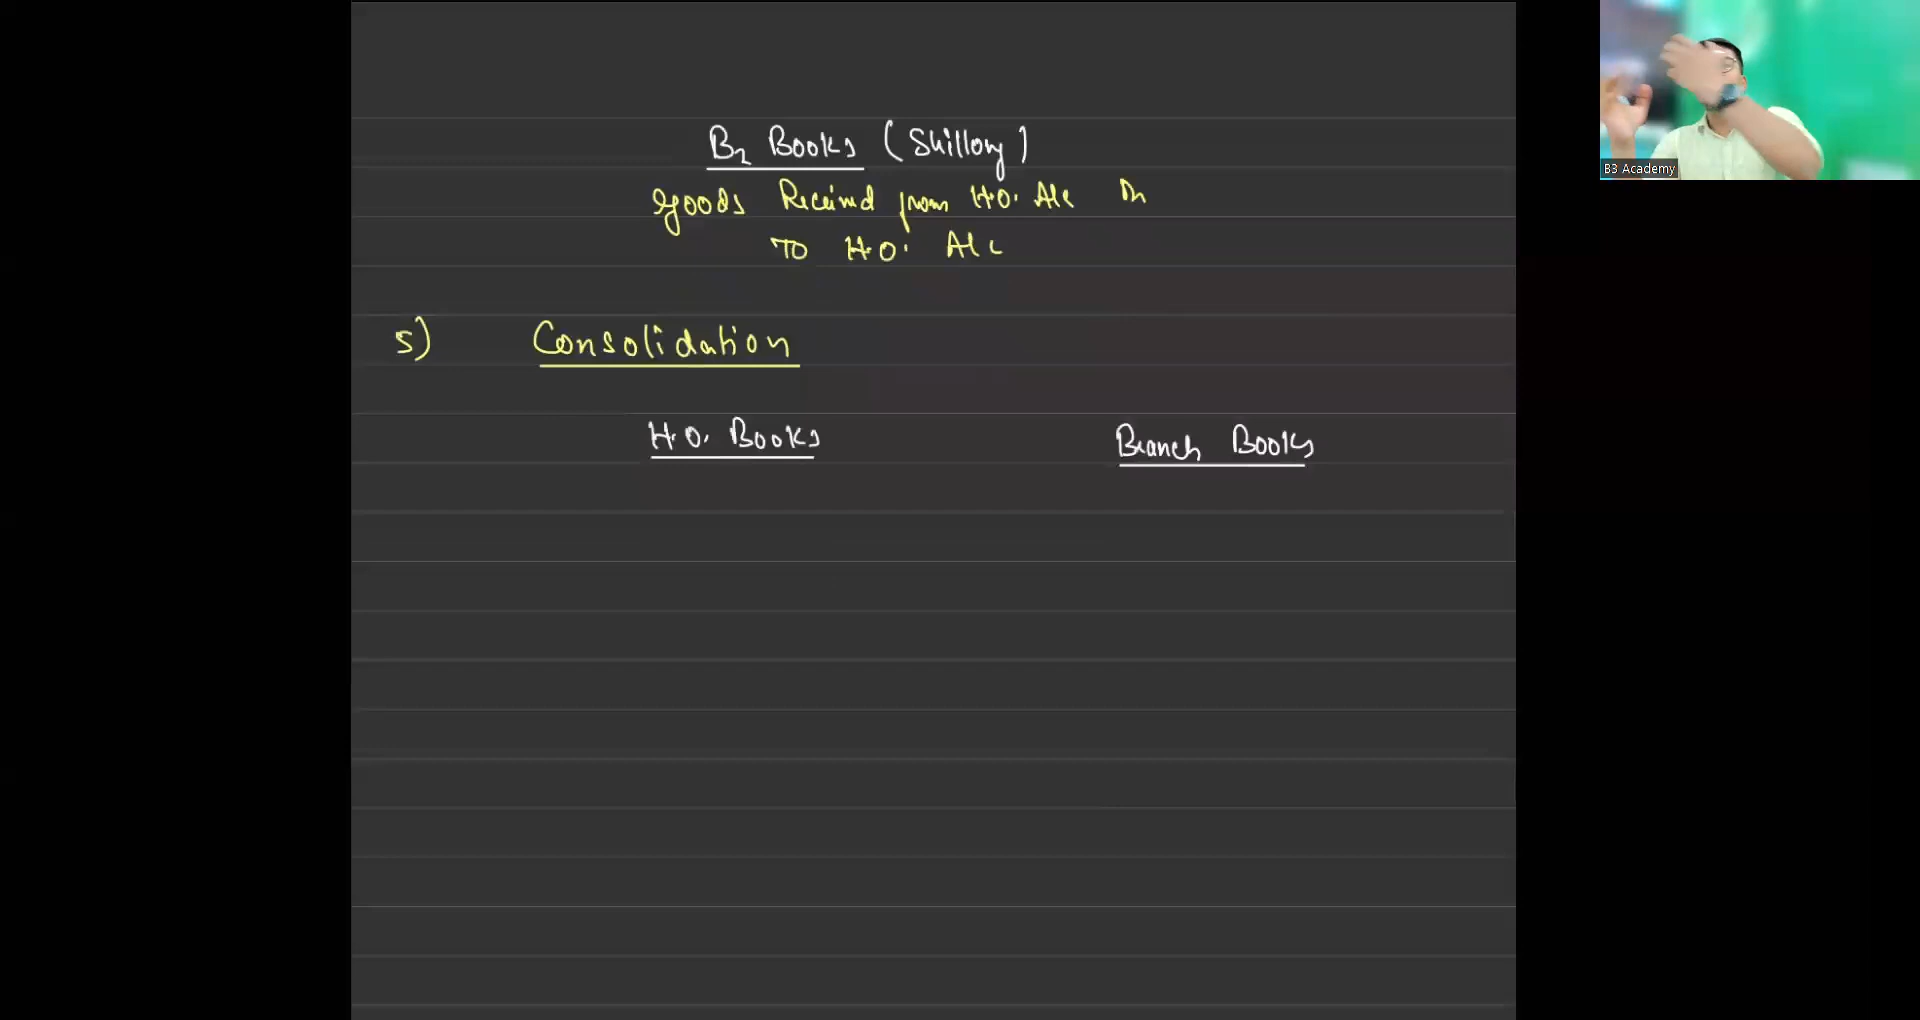 B2 Books (Shillong)
Goods Received from H.O. A/c Dr
To H.O. A/c
5) Consolidation
H.O. Books Branch Books
B3 Academy